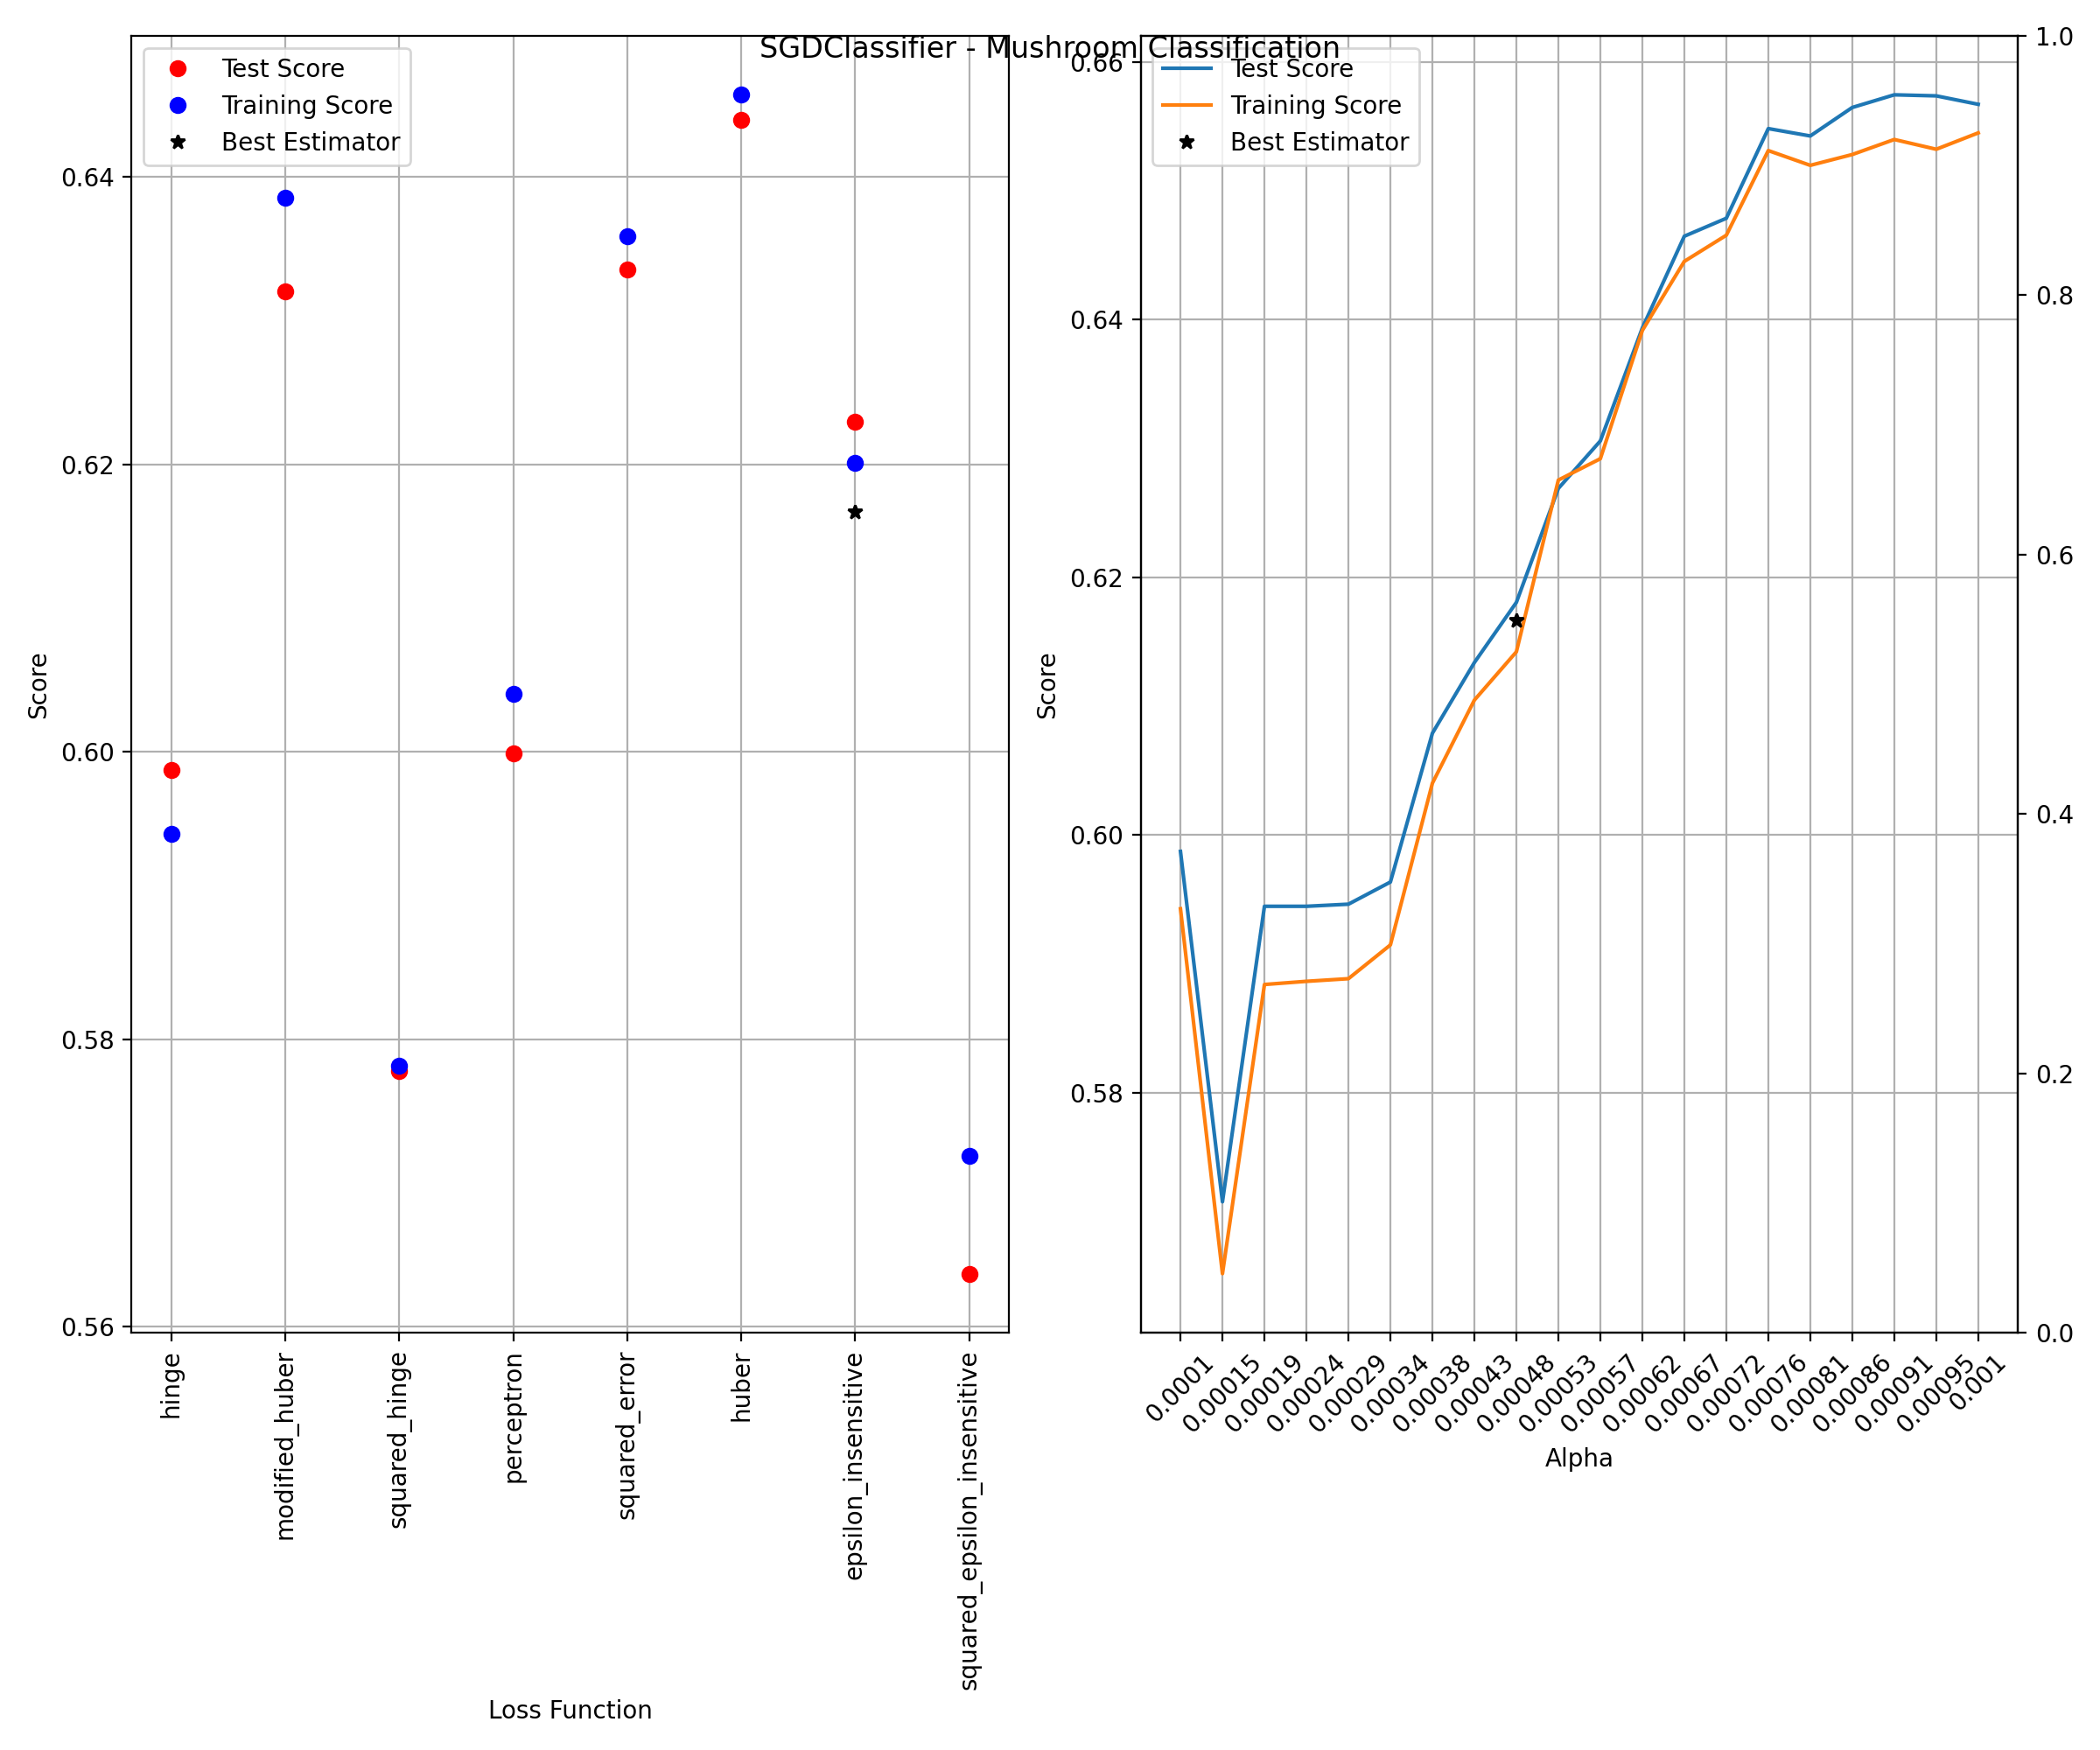 SGDClassifier - Mushroom Classification
Test Score
Training Score
Best Estimator
0.64
0.62
0.60
0.58
0.56
Score
hinge
modified_huber
squared_hinge
perceptron
squared_error
huber
epsilon_insensitive
squared_epsilon_insensitive
Loss Function
Test Score
Training Score
Best Estimator
0.66
0.64
0.62
0.60
0.58
Score
1.0
0.8
0.6
0.4
0.2
0.0
0.0001
0.00015
0.00019
0.00024
0.00029
0.00034
0.00038
0.00043
0.00048
0.00053
0.00057
0.00062
0.00067
0.00072
0.00076
0.00081
0.00086
0.00091
0.00095
0.001
Alpha